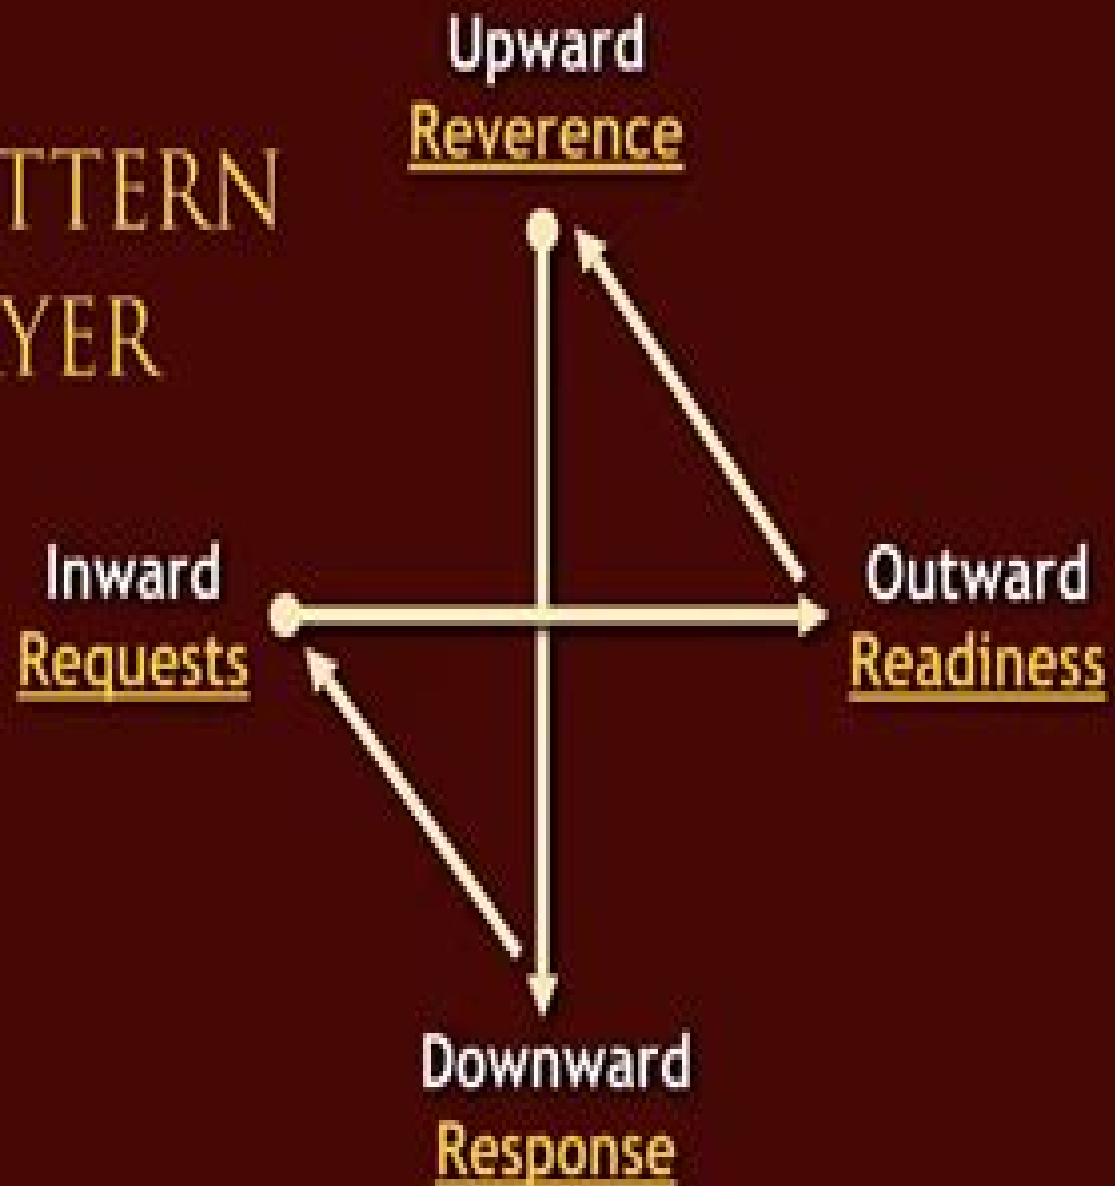 Upward
Reverence
TTERN
YER
Inward
Requests
Outward
Readiness
Downward
Response